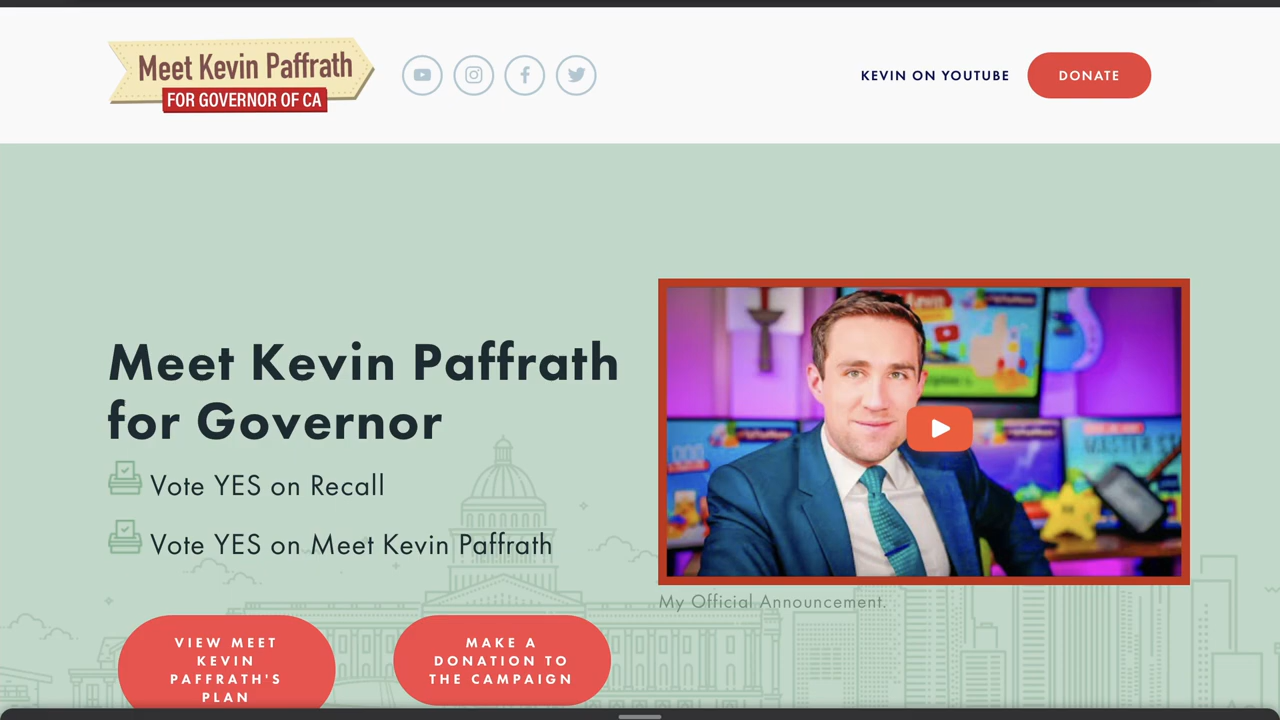 Meet Kevin Paffrath
FOR GOVERNOR OF CA
KEVIN ON YOUTUBE
DONATE
Meet Kevin Paffrath
for Governor
Vote YES on Recall
Vote YES on Meet Kevin Paffrath
VIEW MEET
KEVIN
PAFFRATH'S
PLAN
MAKE A
DONATION TO
THE CAMPAIGN
MASTER
My Official Announcement.